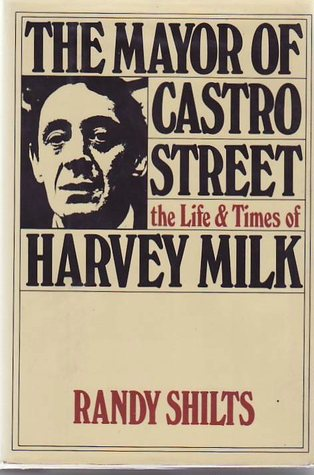 THE MAYOR OF
CASTRO
STREET
the Life & Times of
HARVEY MILK
RANDY SHILTS